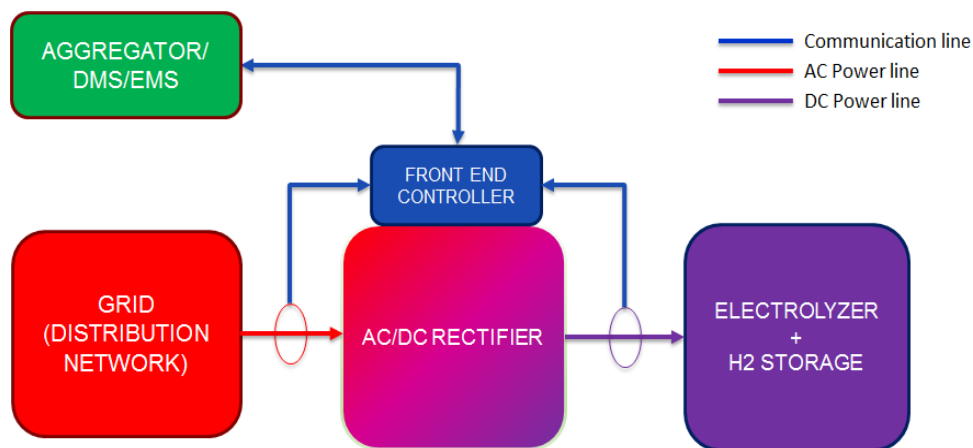 AGGREGATOR/
DMS/EMS
Communication line
AC Power line
DC Power line
FRONT END
CONTROLLER
GRID
(DISTRIBUTION
NETWORK)
AC/DC RECTIFIER
ELECTROLYZER
+
H2 STORAGE